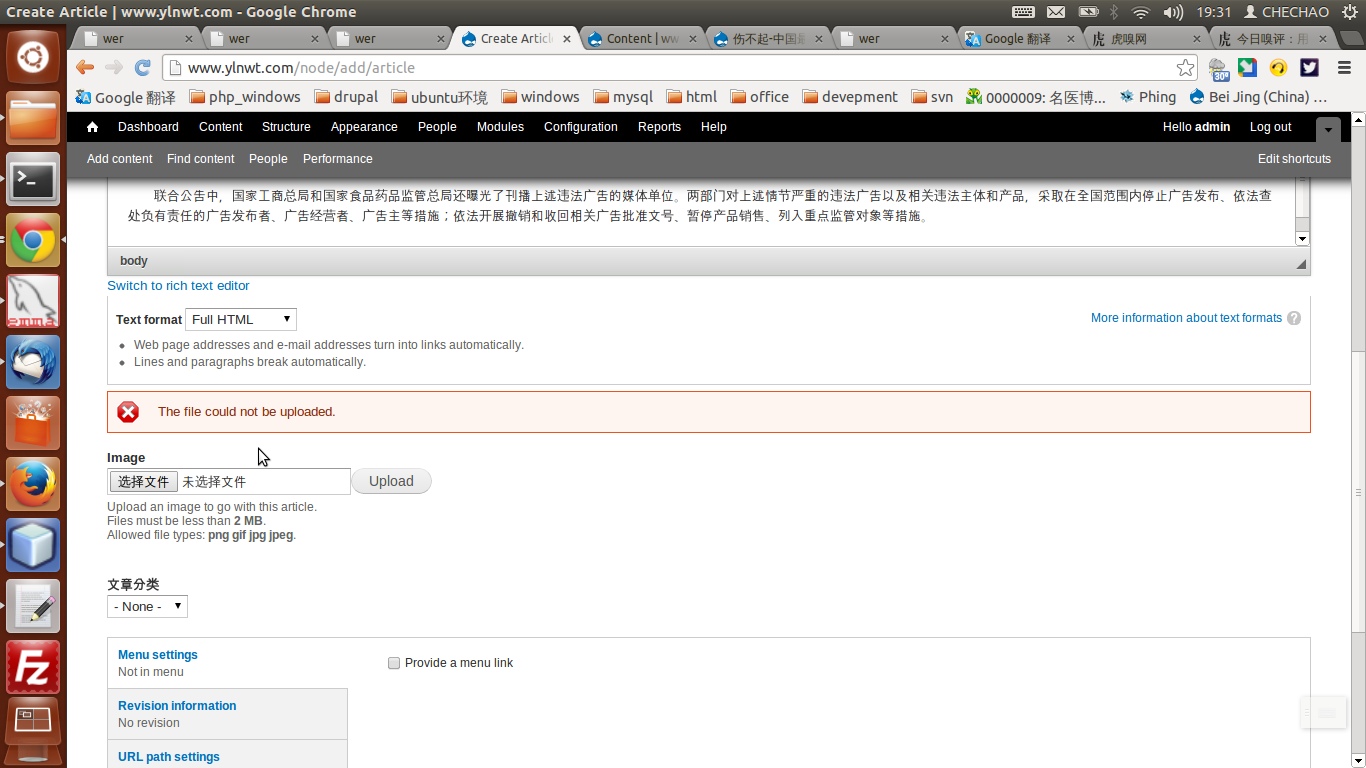 Create Article | www.ylnwt.com - Google Chrome
19:31 CHECHAO
wer
wer
wer
Create Artic
Content | ww
伤不起-中国最
wer
Google 翻译
虎嗅网
今日嗅评：用
www.ylnwt.com/node/add/article
30°
Google 翻译 php_windows drupal ubuntu环境 windows mysql html office devepment svn 0000009: 名医博... Phing Bei Jing (China) ...
Dashboard Content Structure Appearance People Modules Configuration Reports Help Hello admin Log out
Add content Find content People Performance Edit shortcuts
联合公告中，国家工商总局和国家食品药品监管总局还曝光了刊播上述违法广告的媒体单位。两部门对上述情节严重的违法广告以及相关违法主体和产品，采取在全国范围内停止广告发布、依法查
处负有责任的广告发布者、广告经营者、广告主等措施；依法开展撤销和收回相关广告批准文号、暂停产品销售、列入重点监管对象等措施。
body
Switch to rich text editor
Text format Full HTML More information about text formats ?
Web page addresses and e-mail addresses turn into links automatically.
Lines and paragraphs break automatically.
The file could not be uploaded.
Image
选择文件 未选择文件 Upload
Upload an image to go with this article.
Files must be less than 2 MB.
Allowed file types: png gif jpg jpeg.
文章分类
- None -
Menu settings
Not in menu
Provide a menu link
Revision information
No revision
URL path settings
emma
Fz